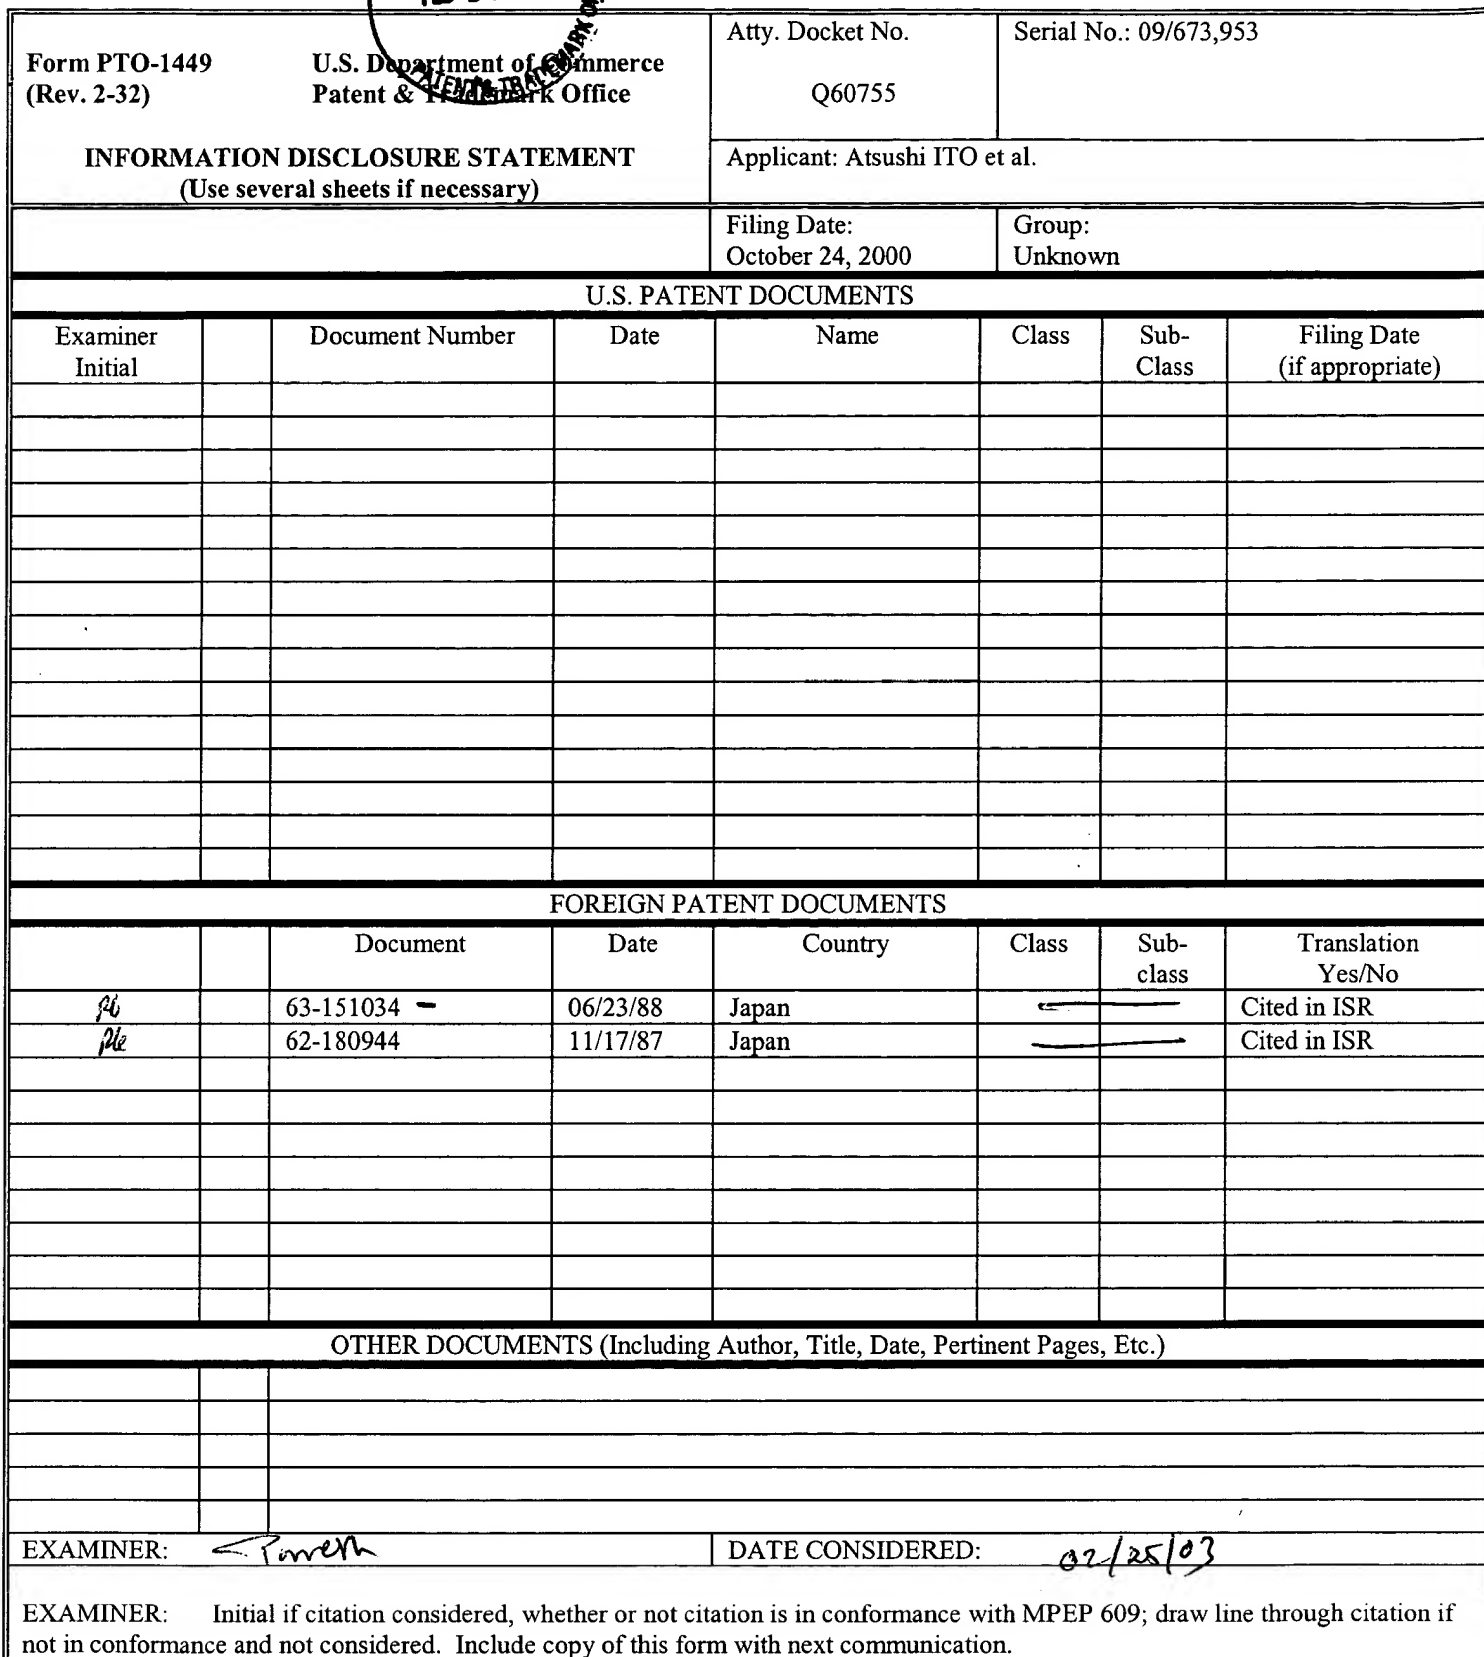 Form PTO-1449 U.S. Department of Commerce
(Rev. 2-32) Patent & Trademark Office
INFORMATION DISCLOSURE STATEMENT
(Use several sheets if necessary)
Atty. Docket No.
Q60755
Serial No.: 09/673,953
Applicant: Atsushi ITO et al.
Filing Date:
October 24, 2000
Group:
Unknown
PATENT & TRADEMARK
U.S. PATENT DOCUMENTS
Examiner Initial Document Number Date Name Class Sub-Class Filing Date (if appropriate)
FOREIGN PATENT DOCUMENTS
Document Date Country Class Sub-class Translation Yes/No
63-151034 06/23/88 Japan Cited in ISR
62-180944 11/17/87 Japan Cited in ISR
OTHER DOCUMENTS (Including Author, Title, Date, Pertinent Pages, Etc.)
EXAMINER: DATE CONSIDERED: 02/25/03
EXAMINER: Initial if citation considered, whether or not citation is in conformance with MPEP 609; draw line through citation if
not in conformance and not considered. Include copy of this form with next communication.